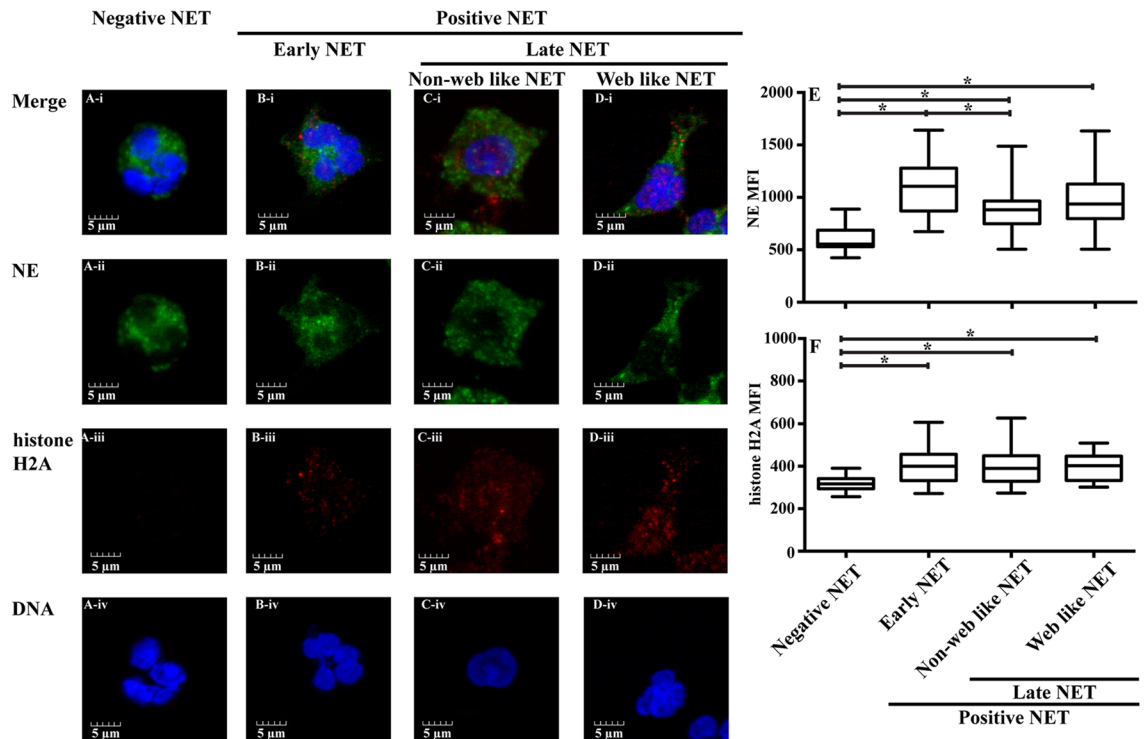 Negative NET
Positive NET
Early NET
Late NET
Non-web like NET
Web like NET
Merge
A-i
5 µm
B-i
5 µm
C-i
5 µm
D-i
5 µm
NE
A-ii
5 µm
B-ii
5 µm
C-ii
5 µm
D-ii
5 µm
histone
H2A
A-iii
5 µm
B-iii
5 µm
C-iii
5 µm
D-iii
5 µm
DNA
A-iv
5 µm
B-iv
5 µm
C-iv
5 µm
D-iv
5 µm
E
NE MFI
2000
1500
1000
500
0
*
*
* *
F
histone H2A MFI
1000
800
600
400
200
0
*
*
*
Negative NET
Early NET
Non-web like NET
Web like NET
Late NET
Positive NET